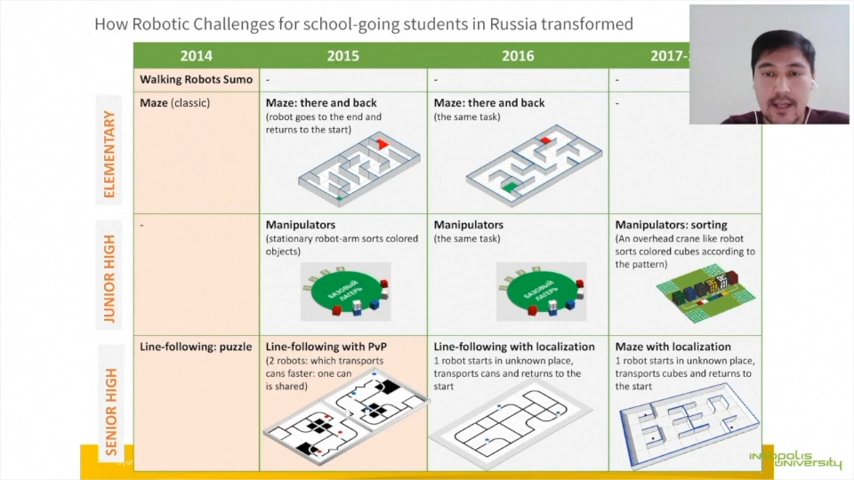 How Robotic Challenges for school-going students in Russia transformed
2014
2015
2016
Walking Robots Sumo
-
-
-
ELEMENTARY
Maze (classic)
Maze: there and back
(robot goes to the end and
returns to the start)
Maze: there and back
(the same task)
-
JUNIOR HIGH
-
Manipulators
(stationary robot-arm sorts colored
objects)
БАЗОВЫЙ
ЛАГЕРЬ
Manipulators
(the same task)
БАЗОВЫЙ
ЛАГЕРЬ
Manipulators: sorting
(An overhead crane like robot
sorts colored cubes according to
the pattern)
SENIOR HIGH
Line-following: puzzle
Line-following with PvP
(2 robots: which transports
cans faster: one can
is shared)
Line-following with localization
1 robot starts in unknown place,
transports cans and returns to the
start
Maze with localization
1 robot starts in unknown place,
transports cubes and returns to
the start